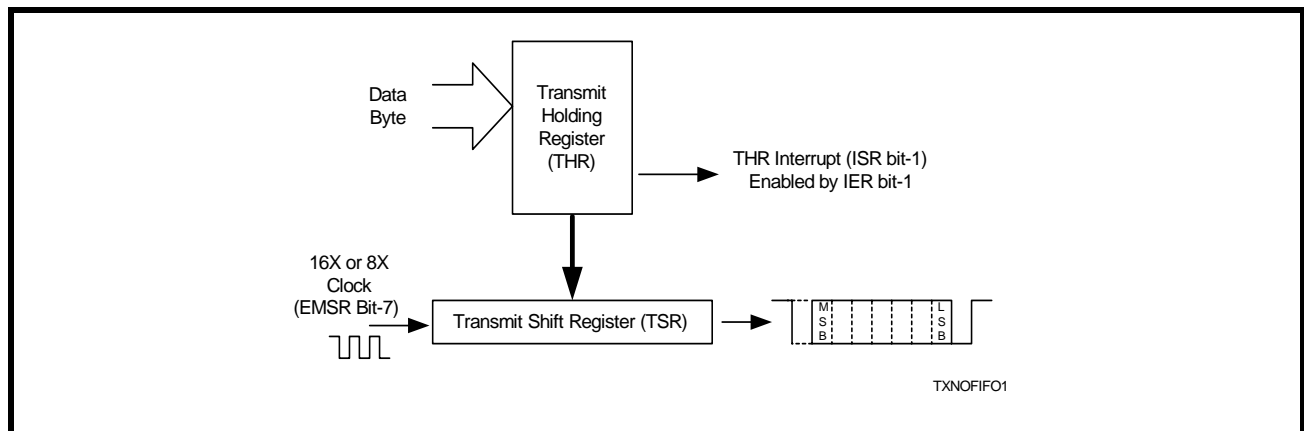 Data
Byte
Transmit
Holding
Register
(THR)
THR Interrupt (ISR bit-1)
Enabled by IER bit-1
16X or 8X
Clock
(EMSR Bit-7)
Transmit Shift Register (TSR)
M
S
B
L
S
B
TXNOFIFO1